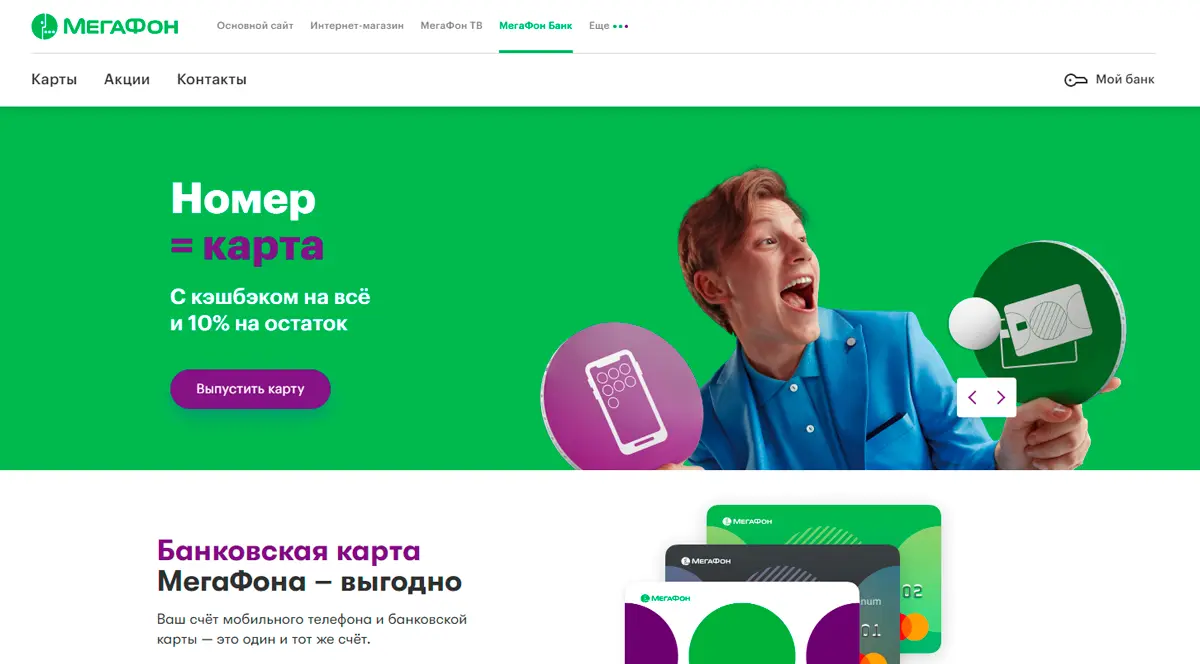 МЕГАФОН
Основной сайт Интернет-магазин МегаФон ТВ МегаФон Банк Еще
Карты Акции Контакты Мой банк
Номер
= карта
С кэшбэком на всё
и 10% на остаток
Выпустить карту
МЕГАФОН
МЕГАФОН
МЕГАФОН
02
num
01
Банковская карта
МегаФона – выгодно
Ваш счёт мобильного телефона и банковской
карты — это один и тот же счёт.